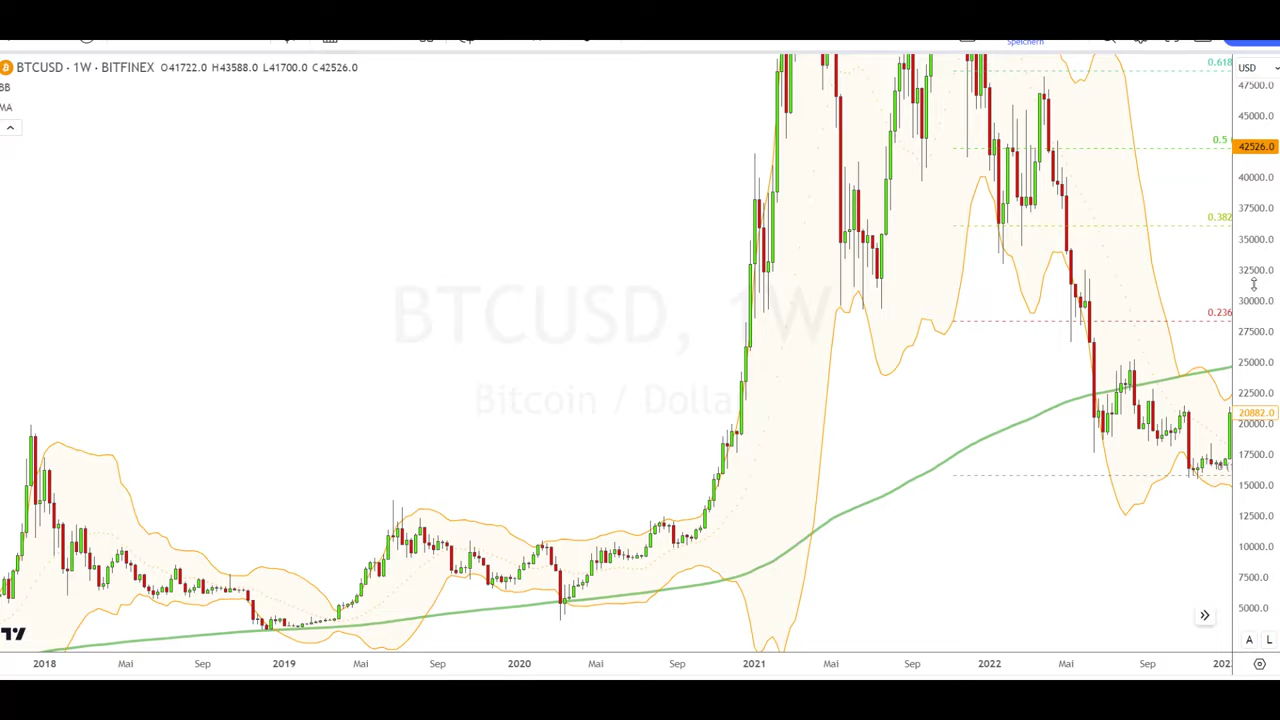 Speichern
BTCUSD · 1W · BITFINEX O41722.0 H43588.0 L41700.0 C42526.0
BB
MA
USD
0.618
47500.0
45000.0
0.5
42526.0
40000.0
37500.0
0.382
35000.0
32500.0
30000.0
0.236
27500.0
25000.0
22500.0
20882.0
20000.0
17500.0
15000.0
12500.0
10000.0
7500.0
5000.0
BTCUSD, 1W
Bitcoin / Dolla
A L
2018 Mai Sep 2019 Mai Sep 2020 Mai Sep 2021 Mai Sep 2022 Mai Sep 202